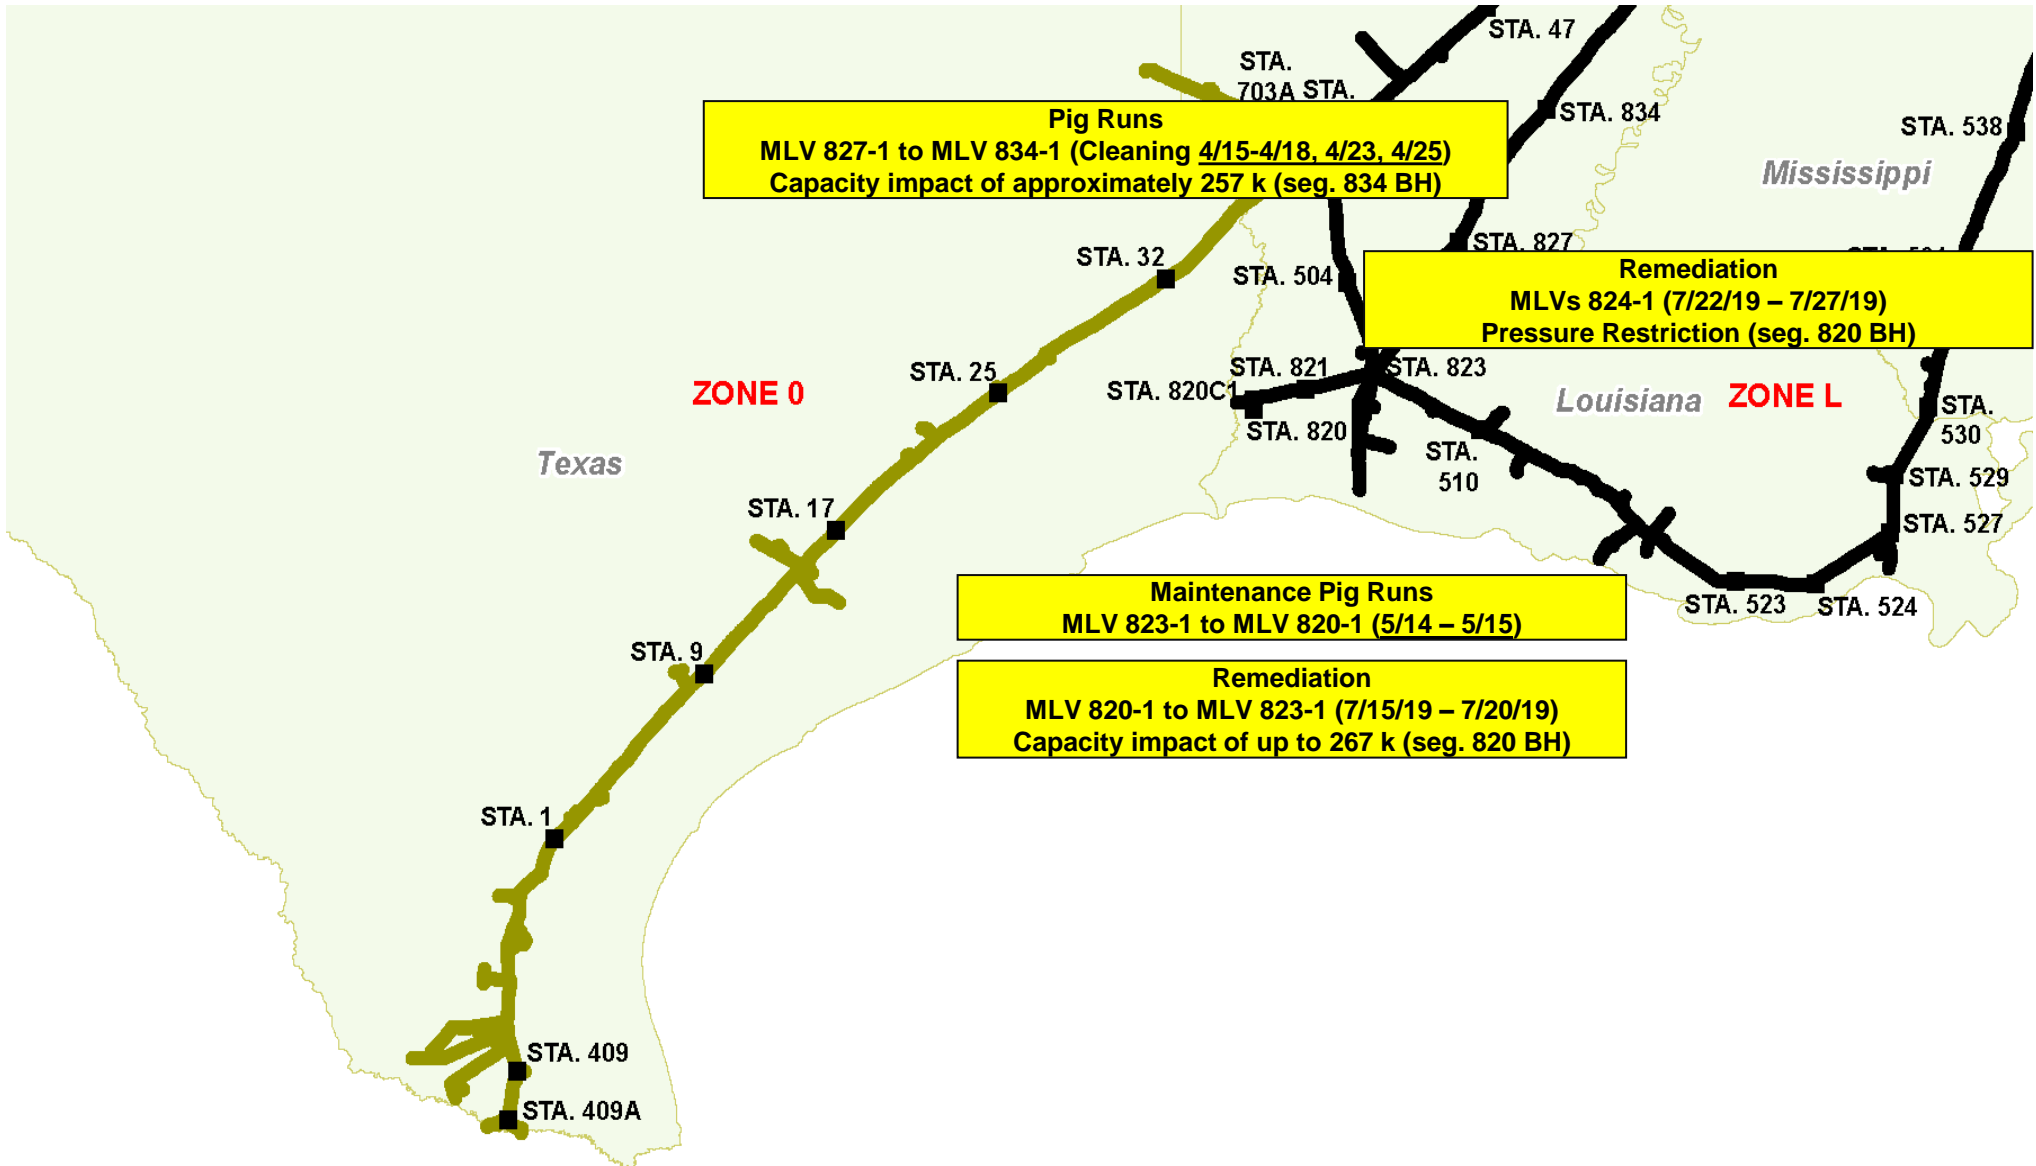 STA. 47
STA.
703A
STA.
Pig Runs
MLV 827-1 to MLV 834-1 (Cleaning 4/15-4/18, 4/23, 4/25)
Capacity impact of approximately 257 k (seg. 834 BH)
STA. 834
STA. 538
Mississippi
STA. 827
STA. 32
STA. 504
Remediation
MLVs 824-1 (7/22/19 – 7/27/19)
Pressure Restriction (seg. 820 BH)
STA. 25
STA. 821
STA. 823
STA. 820C1
ZONE 0
Louisiana
ZONE L
STA. 820
STA.
530
Texas
STA.
510
STA. 529
STA. 17
STA. 527
Maintenance Pig Runs
MLV 823-1 to MLV 820-1 (5/14 – 5/15)
STA. 523
STA. 524
STA. 9
Remediation
MLV 820-1 to MLV 823-1 (7/15/19 – 7/20/19)
Capacity impact of up to 267 k (seg. 820 BH)
STA. 1
STA. 409
STA. 409A